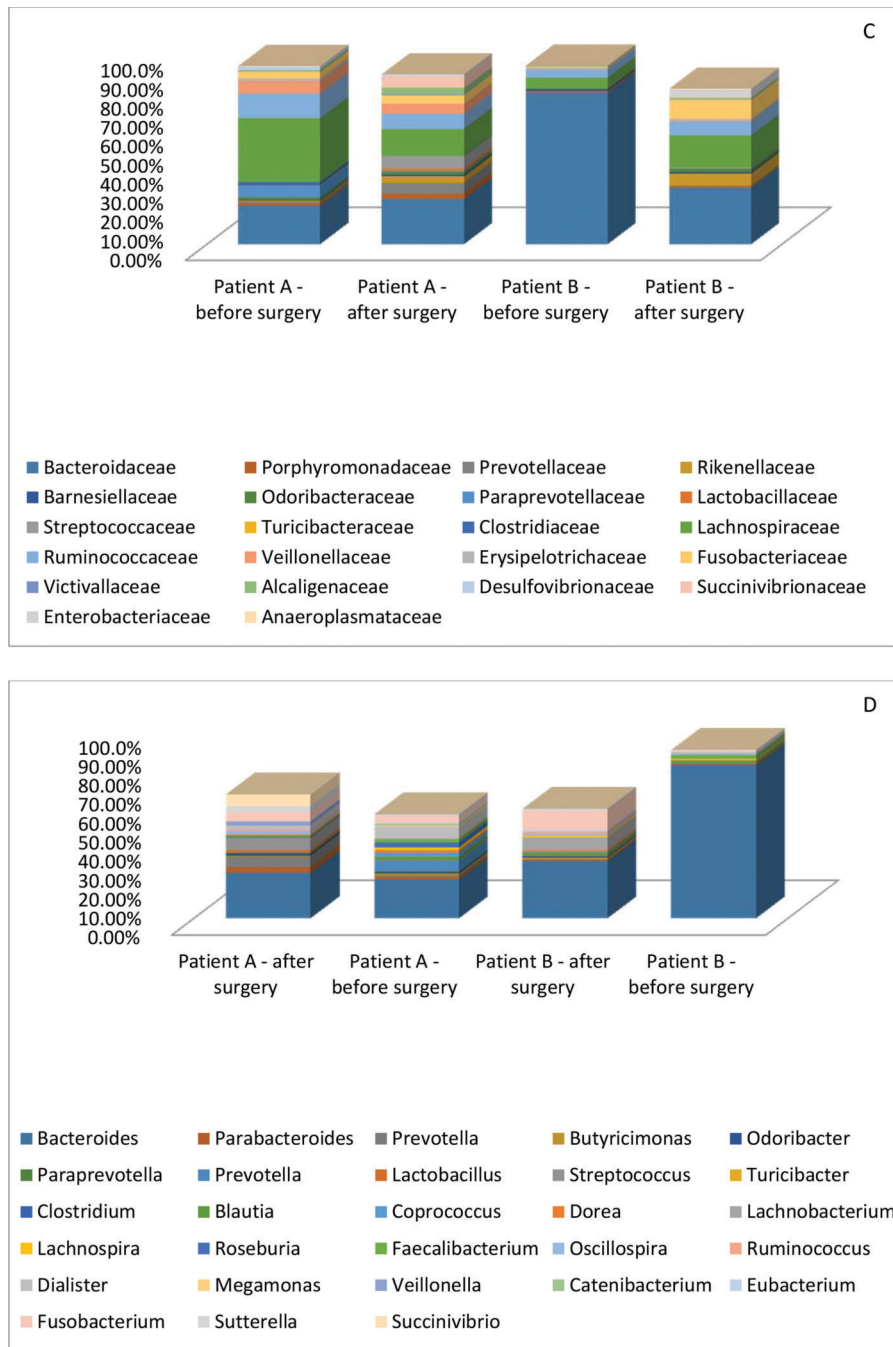 C
100.0%
90.00%
80.00%
70.00%
60.00%
50.00%
40.00%
30.00%
20.00%
10.00%
0.00%
Patient A - before surgery
Patient A - after surgery
Patient B - before surgery
Patient B - after surgery
Bacteroidaceae Porphyromonadaceae Prevotellaceae Rikenellaceae
Barnesiellaceae Odoribacteraceae Paraprevotellaceae Lactobacillaceae
Streptococcaceae Turicibacteraceae Clostridiaceae Lachnospiraceae
Ruminococcaceae Veillonellaceae Erysipelotrichaceae Fusobacteriaceae
Victivallaceae Alcaligenaceae Desulfovibrionaceae Succinivibrionaceae
Enterobacteriaceae Anaeroplasmataceae
D
100.0%
90.00%
80.00%
70.00%
60.00%
50.00%
40.00%
30.00%
20.00%
10.00%
0.00%
Patient A - after surgery
Patient A - before surgery
Patient B - after surgery
Patient B - before surgery
Bacteroides Parabacteroides Prevotella Butyricimonas Odoribacter
Paraprevotella Prevotella Lactobacillus Streptococcus Turicibacter
Clostridium Blautia Coprococcus Dorea Lachnobacterium
Lachnospira Roseburia Faecalibacterium Oscillospira Ruminococcus
Dialister Megamonas Veillonella Catenibacterium Eubacterium
Fusobacterium Sutterella Succinivibrio